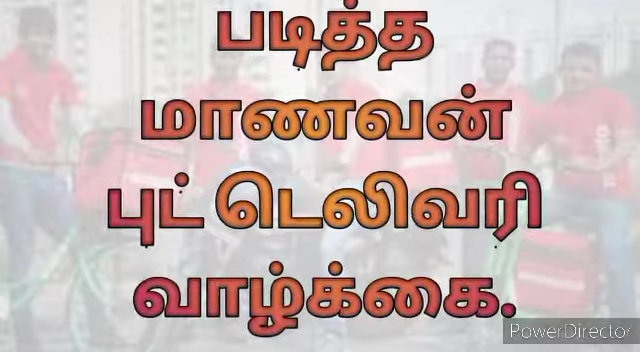 படித்த
மாணவன்
புட் டெலிவரி
வாழ்க்கை.
PowerDirector